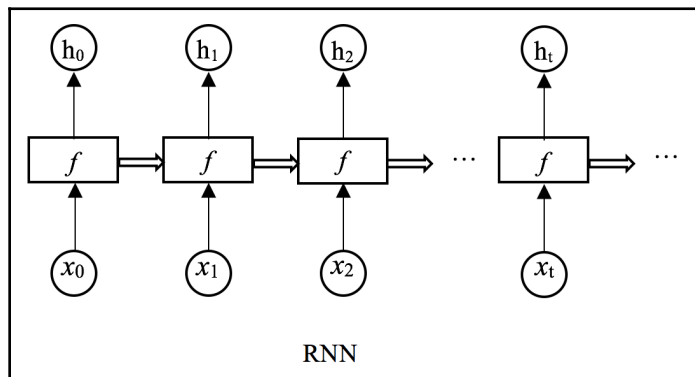 h₀ h₁ h₂ hₜ
f f f ... f ...
x₀ x₁ x₂ xₜ
RNN